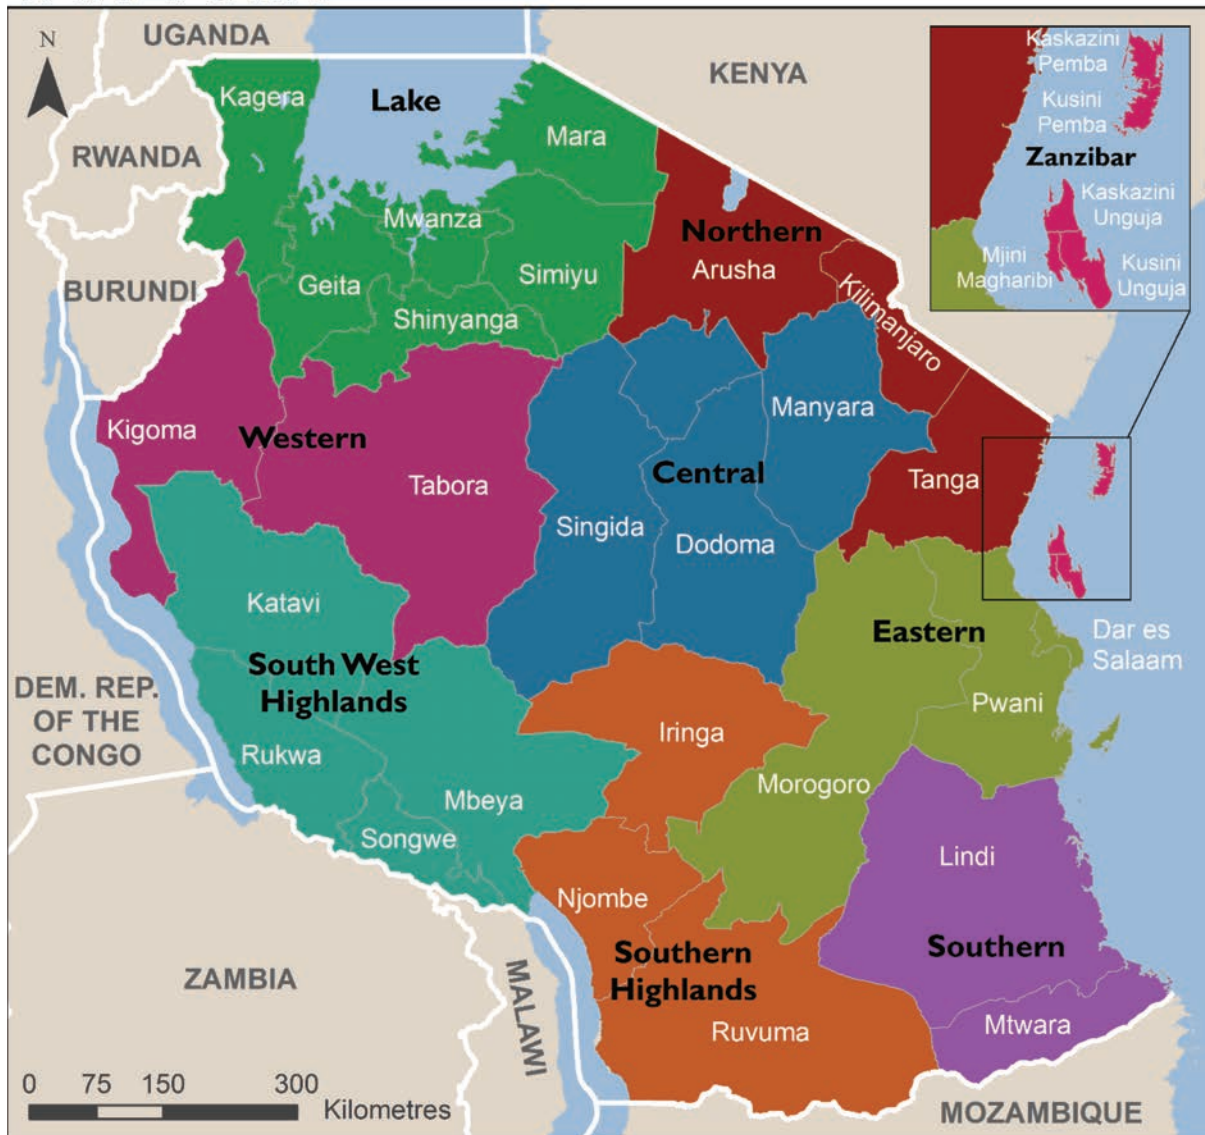 UGANDA
KENYA
N
Kagera
Lake
Mara
RWANDA
Mwanza
Northern
Arusha
Simiyu
Geita
Shinyanga
BURUNDI
Kilimanjaro
Kaskazini
Pemba
Kusini
Pemba
Zanzibar
Kaskazini
Unguja
Mjini
Magharibi
Kusini
Unguja
Kigoma
Western
Tabora
Manyara
Central
Singida
Dodoma
Tanga
Katavi
South West
Highlands
Rukwa
Mbeya
Songwe
Eastern
Dar es
Salaam
Pwani
Iringa
Morogoro
DEM. REP.
OF THE
CONGO
Njombe
Southern
Highlands
Ruvuma
Lindi
Southern
Mtwara
ZAMBIA
MALAWI
MOZAMBIQUE
0 75 150 300
Kilometres